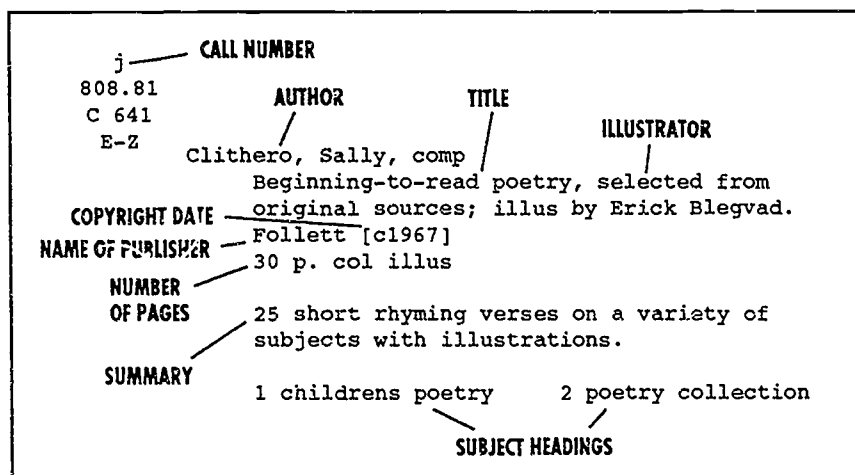 j CALL NUMBER
808.81
C 641 AUTHOR TITLE
E-Z ILLUSTRATOR
Clithero, Sally, comp
Beginning-to-read poetry, selected from
COPYRIGHT DATE original sources; illus by Erick Blegvad.
NAME OF PUBLISHER Follett [c1967]
30 p. col illus
NUMBER
OF PAGES 25 short rhyming verses on a variety of
subjects with illustrations.
SUMMARY
1 childrens poetry 2 poetry collection
SUBJECT HEADINGS